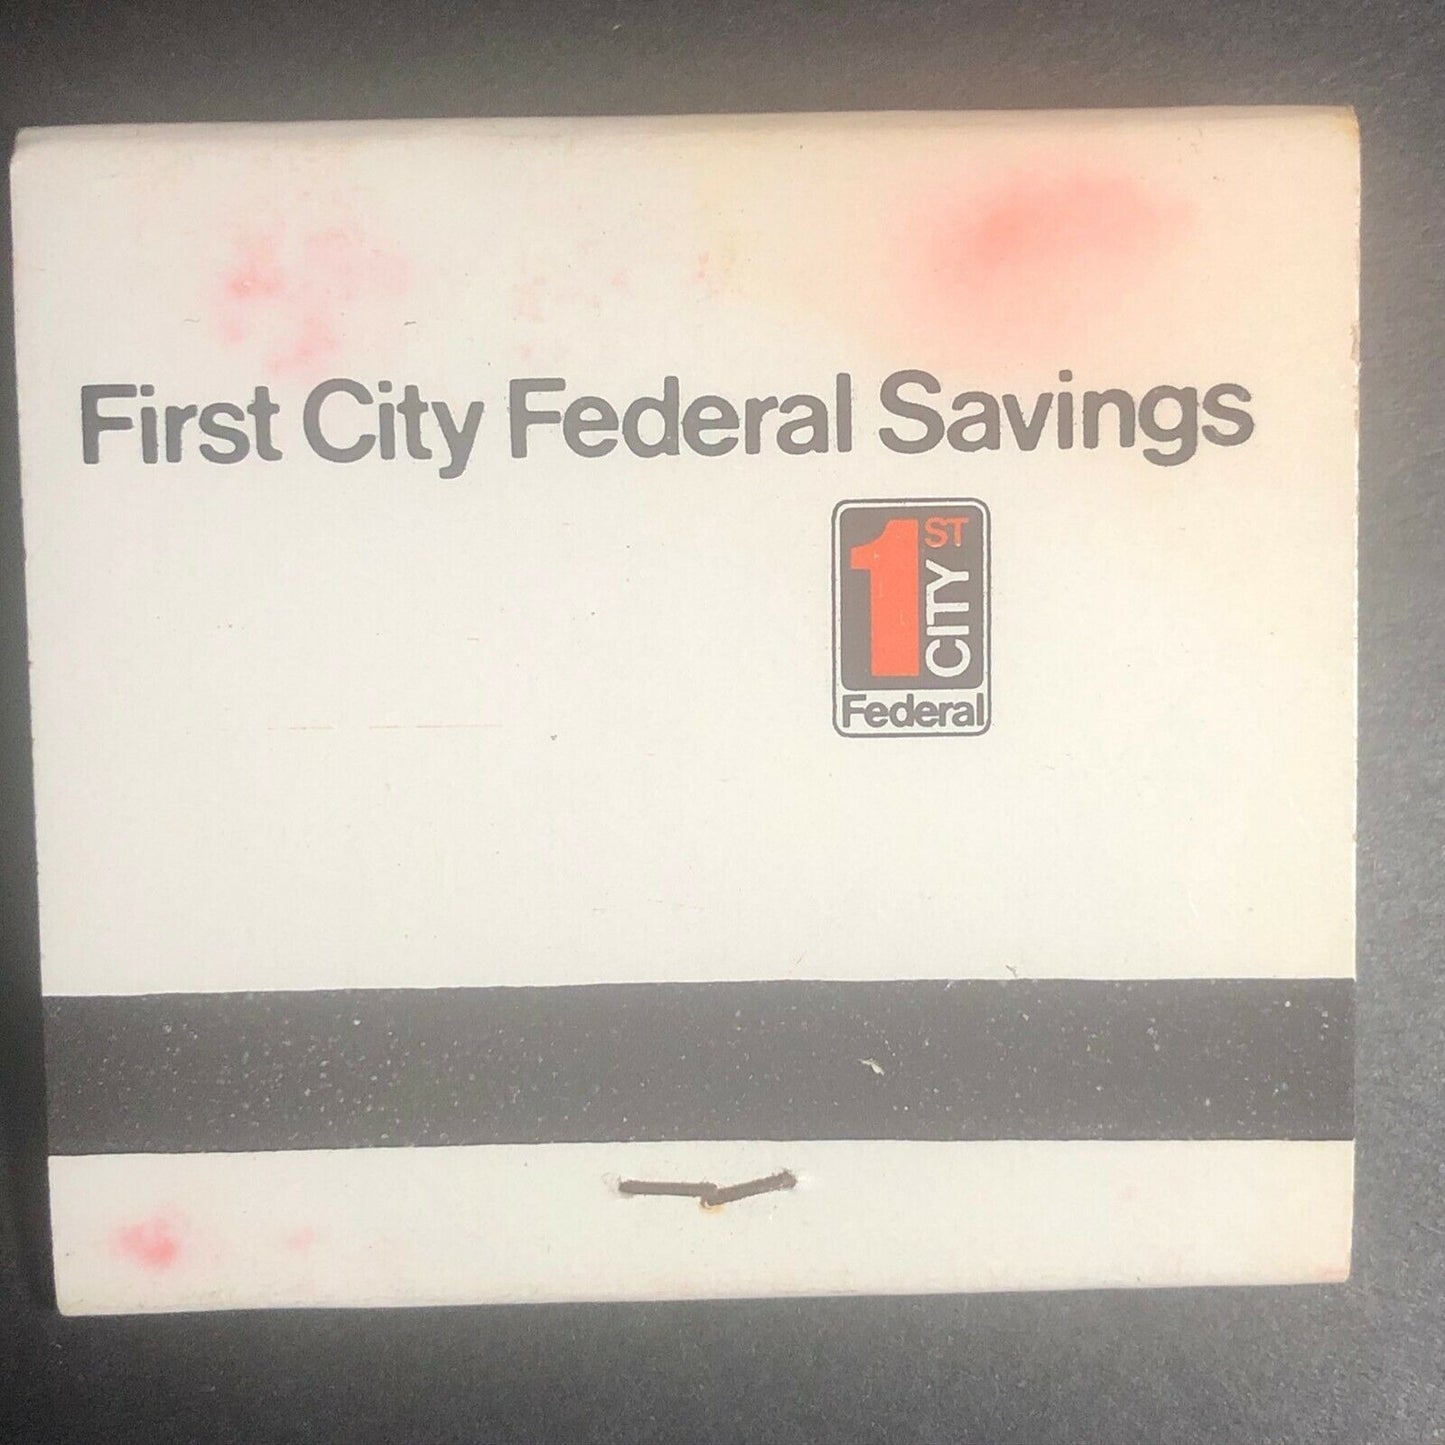 First City Federal Savings
1 ST
CITY
Federal